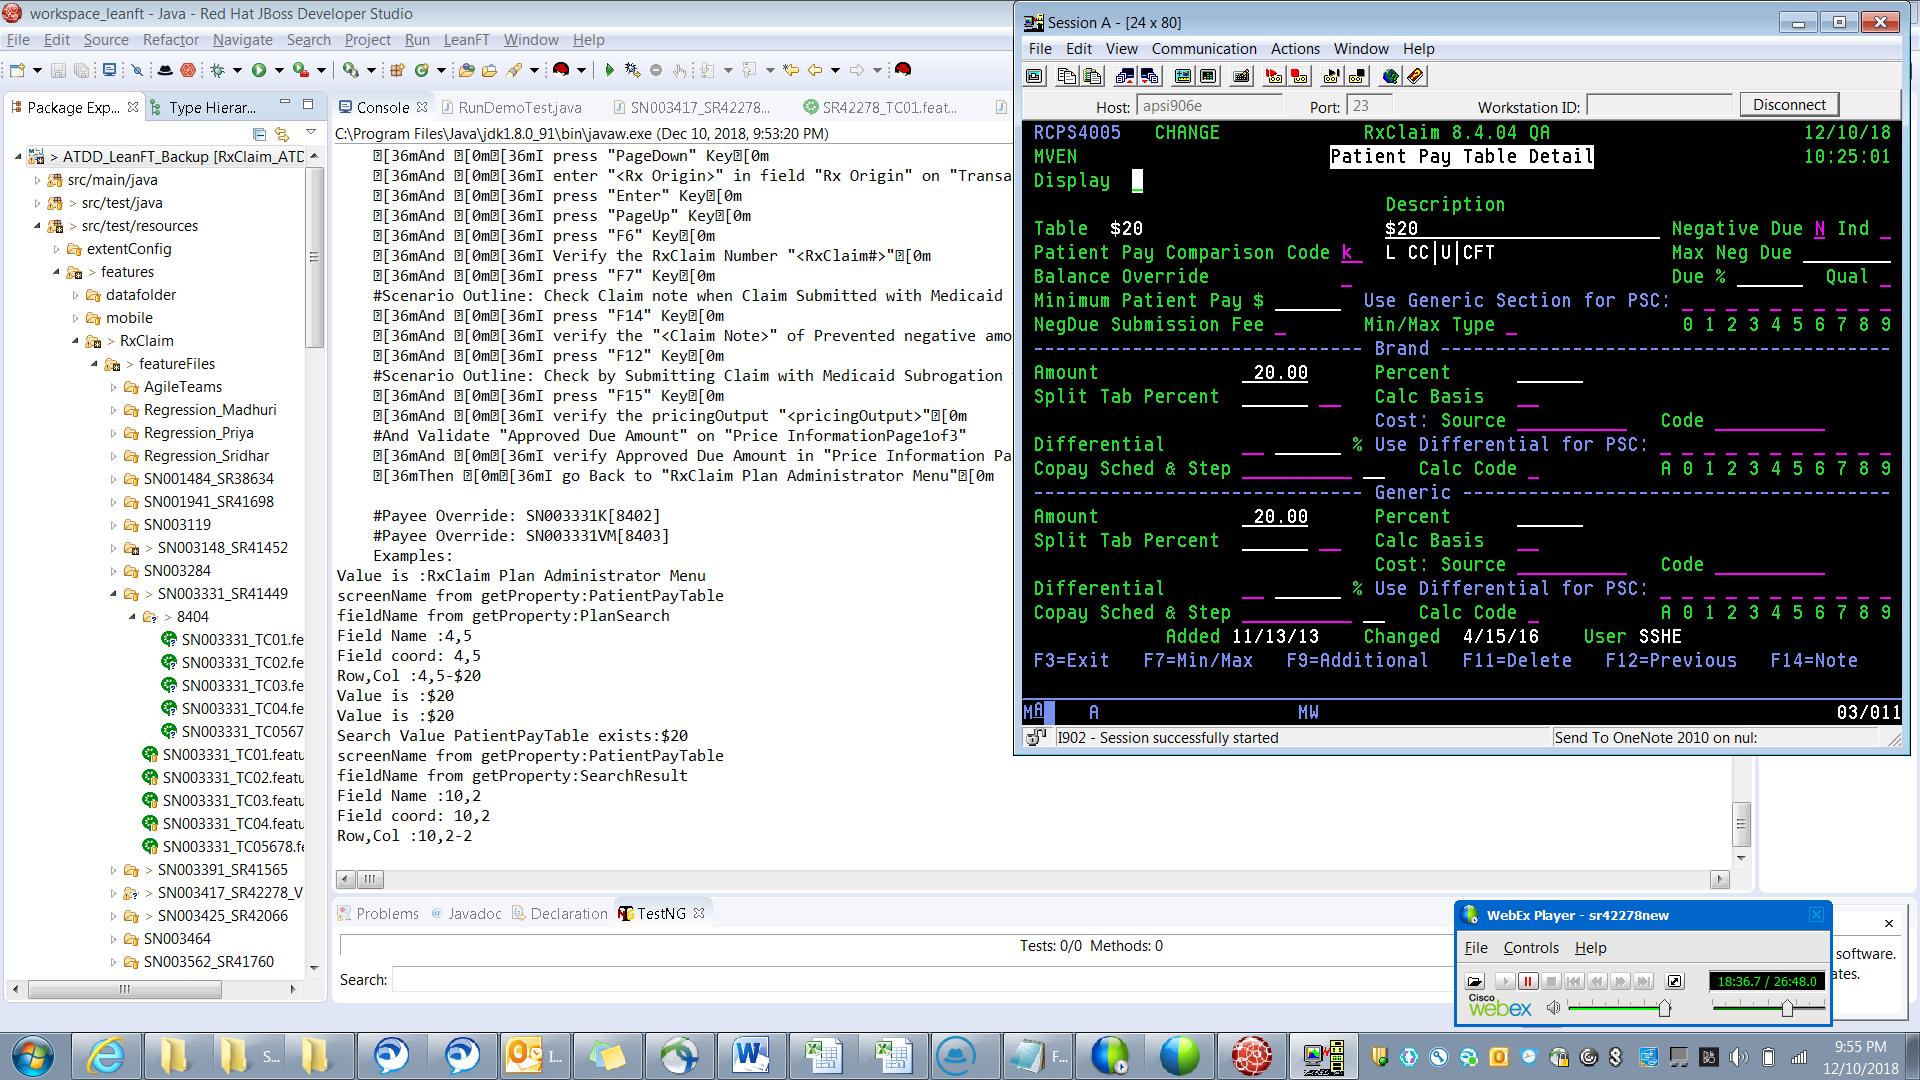 workspace_leanft - Java - Red Hat JBoss Developer Studio
File Edit Source Refactor Navigate Search Project Run LeanFT Window Help
Package Exp...
Type Hierar...
> ATDD_LeanFT_Backup [RxClaim_ATD
src/main/java
> src/test/java
> src/test/resources
extentConfig
> features
datafolder
mobile
> RxClaim
> featureFiles
AgileTeams
Regression_Madhuri
Regression_Priya
Regression_Sridhar
SN001484_SR38634
SN001941_SR41698
SN003119
> SN003148_SR41452
SN003284
> SN003331_SR41449
> 8404
SN003331_TC01.fe
SN003331_TC02.fe
SN003331_TC03.fe
SN003331_TC04.fe
SN003331_TC0567
SN003331_TC01.featu
SN003331_TC02.featu
SN003331_TC03.featu
SN003331_TC04.featu
SN003331_TC05678.fe
> SN003391_SR41565
> SN003417_SR42278_V
> SN003425_SR42066
SN003464
SN003562_SR41760
Console
RunDemoTest.java
SN003417_SR42278...
SR42278_TC01.feat...
C:\Program Files\Java\jdk1.8.0_91\bin\javaw.exe (Dec 10, 2018, 9:53:20 PM)
[36mAnd [0m[36mI press "PageDown" Key[0m
[36mAnd [0m[36mI enter "<Rx Origin>" in field "Rx Origin" on "Transa
[36mAnd [0m[36mI press "Enter" Key[0m
[36mAnd [0m[36mI press "PageUp" Key[0m
[36mAnd [0m[36mI press "F6" Key[0m
[36mAnd [0m[36mI Verify the RxClaim Number "<RxClaim#>"[0m
[36mAnd [0m[36mI press "F7" Key[0m
#Scenario Outline: Check Claim note when Claim Submitted with Medicaid
[36mAnd [0m[36mI press "F14" Key[0m
[36mAnd [0m[36mI verify the "<Claim Note>" of Prevented negative amo
[36mAnd [0m[36mI press "F12" Key[0m
#Scenario Outline: Check by Submitting Claim with Medicaid Subrogation
[36mAnd [0m[36mI press "F15" Key[0m
[36mAnd [0m[36mI verify the pricingOutput "<pricingOutput>"[0m
#And Validate "Approved Due Amount" on "Price InformationPage1of3"
[36mAnd [0m[36mI verify Approved Due Amount in "Price Information Pa
[36mThen [0m[36mI go Back to "RxClaim Plan Administrator Menu"[0m
#Payee Override: SN003331K[8402]
#Payee Override: SN003331VM[8403]
Examples:
Value is :RxClaim Plan Administrator Menu
screenName from getProperty:PatientPayTable
fieldName from getProperty:PlanSearch
Field Name :4,5
Field coord: 4,5
Row,Col :4,5-$20
Value is :$20
Value is :$20
Search Value PatientPayTable exists:$20
screenName from getProperty:PatientPayTable
fieldName from getProperty:SearchResult
Field Name :10,2
Field coord: 10,2
Row,Col :10,2-2
Problems @ Javadoc Declaration TestNG
Tests: 0/0 Methods: 0
Search:
Session A - [24 x 80]
File Edit View Communication Actions Window Help
Host: apsi906e Port: 23 Workstation ID: Disconnect
RCPS4005 CHANGE RxClaim 8.4.04 QA 12/10/18
MVEN Patient Pay Table Detail 10:25:01
Display
Description
Table $20 $20 Negative Due N Ind
Patient Pay Comparison Code k L CC|U|CFT Max Neg Due
Balance Override Due % Qual
Minimum Patient Pay $ Use Generic Section for PSC:
NegDue Submission Fee Min/Max Type 0 1 2 3 4 5 6 7 8 9
Brand
Amount 20.00 Percent
Split Tab Percent Calc Basis
Cost: Source Code
Differential % Use Differential for PSC:
Copay Sched & Step Calc Code A 0 1 2 3 4 5 6 7 8 9
Generic
Amount 20.00 Percent
Split Tab Percent Calc Basis
Cost: Source Code
Differential % Use Differential for PSC:
Copay Sched & Step Calc Code A 0 1 2 3 4 5 6 7 8 9
Added 11/13/13 Changed 4/15/16 User SSHE
F3=Exit F7=Min/Max F9=Additional F11=Delete F12=Previous F14=Note
MA A MW 03/011
I902 - Session successfully started
Send To OneNote 2010 on nul:
WebEx Player - sr42278new
File Controls Help
18:36.7 / 26:48.0
Cisco
webex
software.
ates.
S...
I...
F...
9:55 PM
12/10/2018